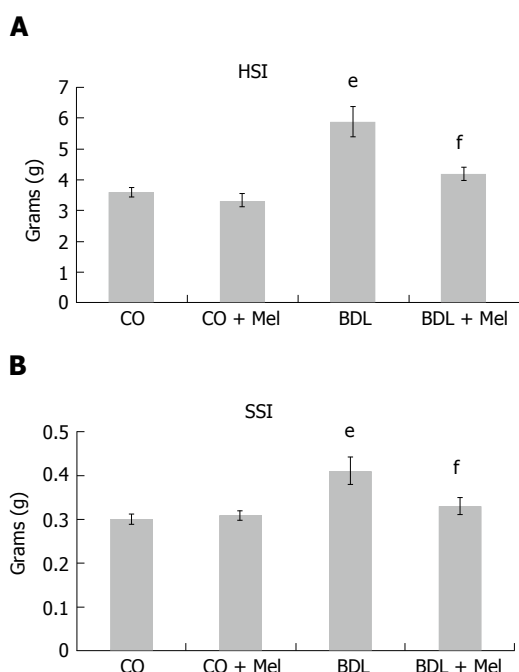 A
HSI
e
f
7
6
5
4
3
2
1
0
Grams (g)
CO CO + Mel BDL BDL + Mel
B
SSI
e
f
0.5
0.4
0.3
0.2
0.1
0
Grams (g)
CO CO + Mel BDL BDL + Mel